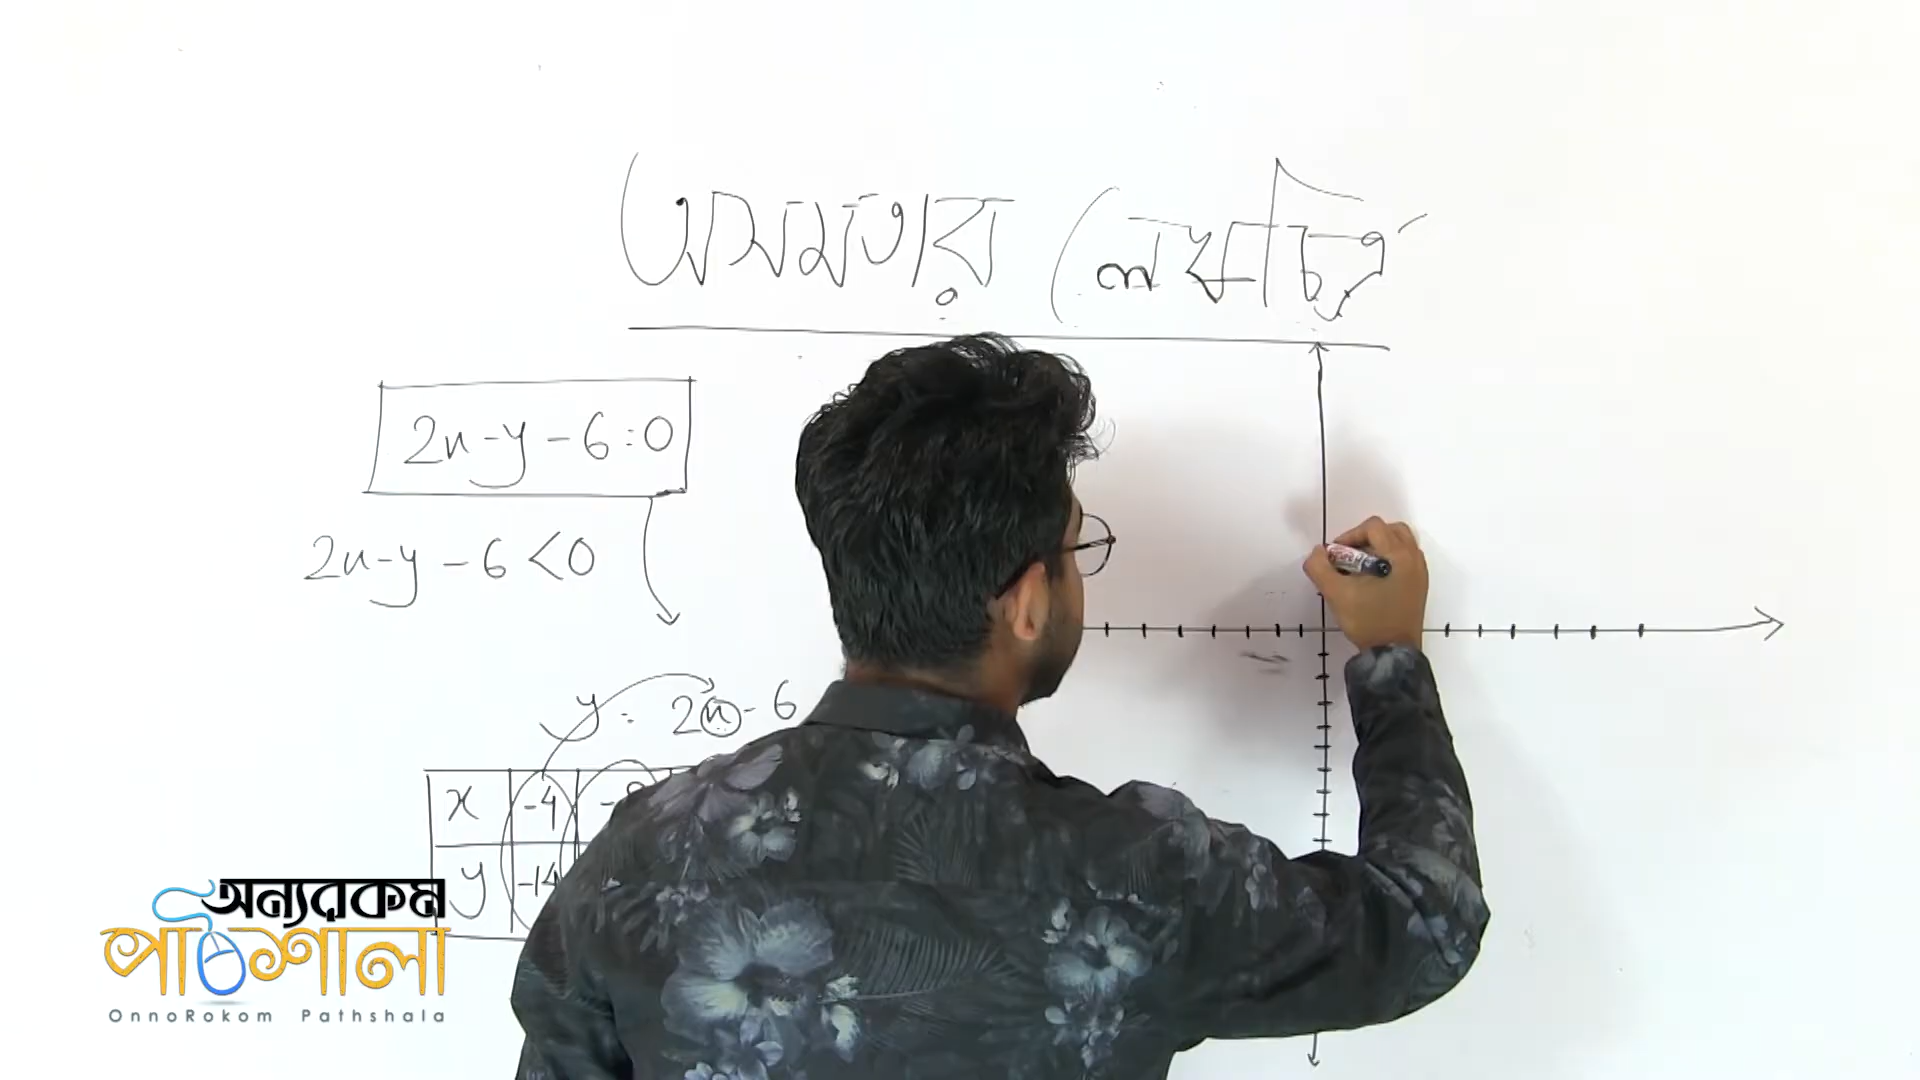 অসমতার লেখচিত্র
2x-y-6=0
2x-y-6<0
y = 2x-6
x -4
y -14
অন্যরকম
পাঠশালা
OnnoRokom Pathshala